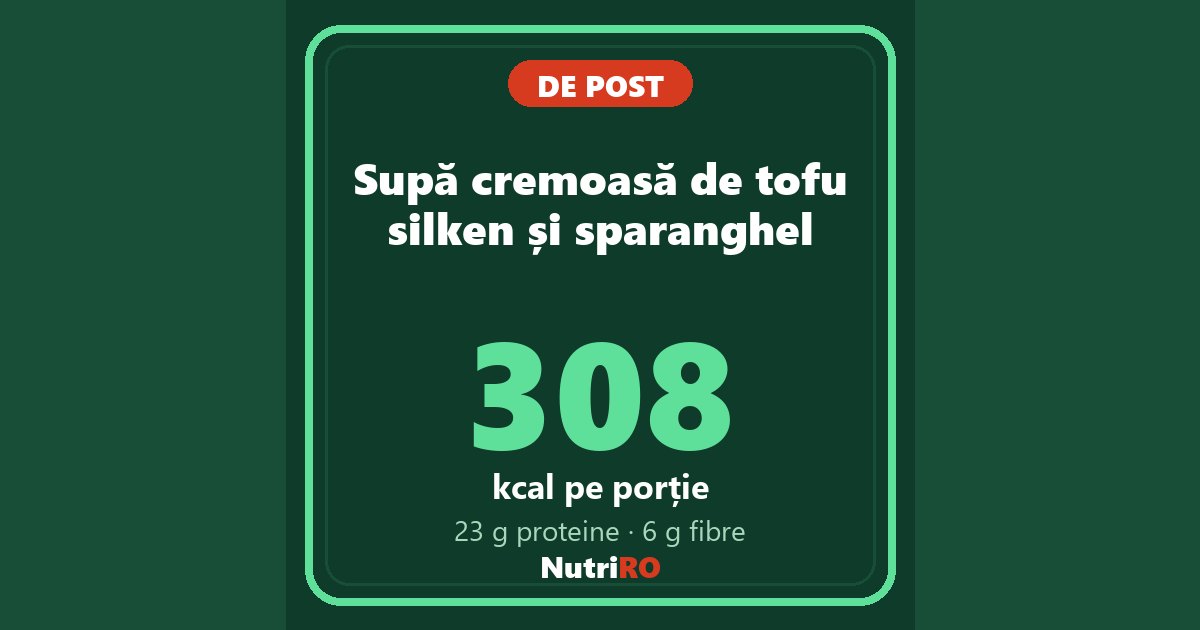 DE POST
Supă cremoasă de tofu
silken și sparanghel
308
kcal pe porție
23 g proteine · 6 g fibre
NutriRO